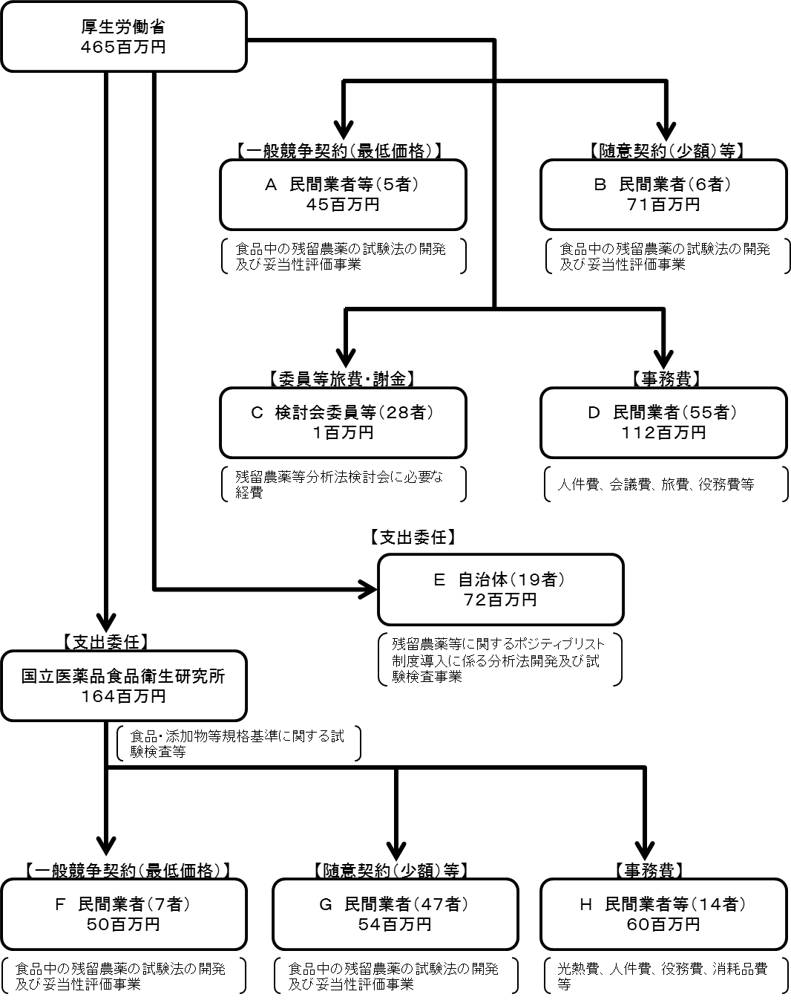 厚生労働省
465百万円
【一般競争契約（最低価格）】
A　民間業者等（5者）
45百万円
食品中の残留農薬の試験法の開発
及び妥当性評価事業
【随意契約（少額）等】
B　民間業者（6者）
71百万円
食品中の残留農薬の試験法の開発
及び妥当性評価事業
【委員等旅費・謝金】
C　検討会委員等（28者）
1百万円
残留農薬等分析法検討会に必要な
経費
【事務費】
D　民間業者（55者）
112百万円
人件費、会議費、旅費、役務費等
【支出委任】
E　自治体（19者）
72百万円
残留農薬等に関するポジティブリスト
制度導入に係る分析法開発及び試
験検査事業
【支出委任】
国立医薬品食品衛生研究所
164百万円
食品・添加物等規格基準に関する試
験検査等
【一般競争契約（最低価格）】
F　民間業者（7者）
50百万円
食品中の残留農薬の試験法の開発
及び妥当性評価事業
【随意契約（少額）等】
G　民間業者（47者）
54百万円
食品中の残留農薬の試験法の開発
及び妥当性評価事業
【事務費】
H　民間業者等（14者）
60百万円
光熱費、人件費、役務費、消耗品費
等